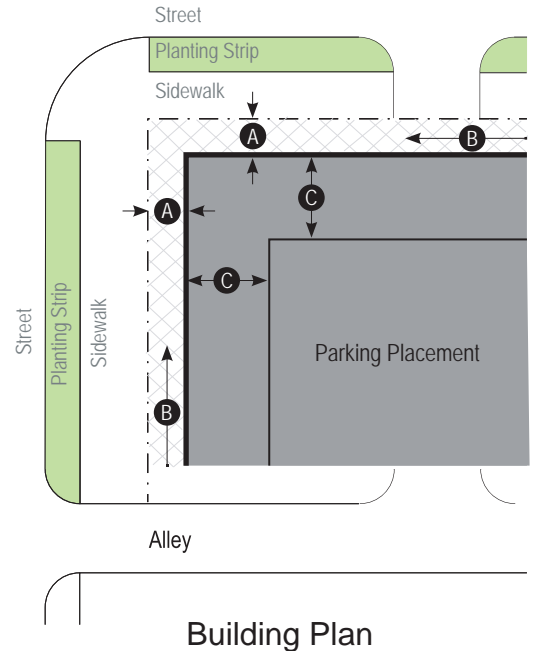 Street
Planting Strip
Sidewalk
A
B
A
C
C
Street
Planting Strip
Sidewalk
Parking Placement
B
Alley
Building Plan